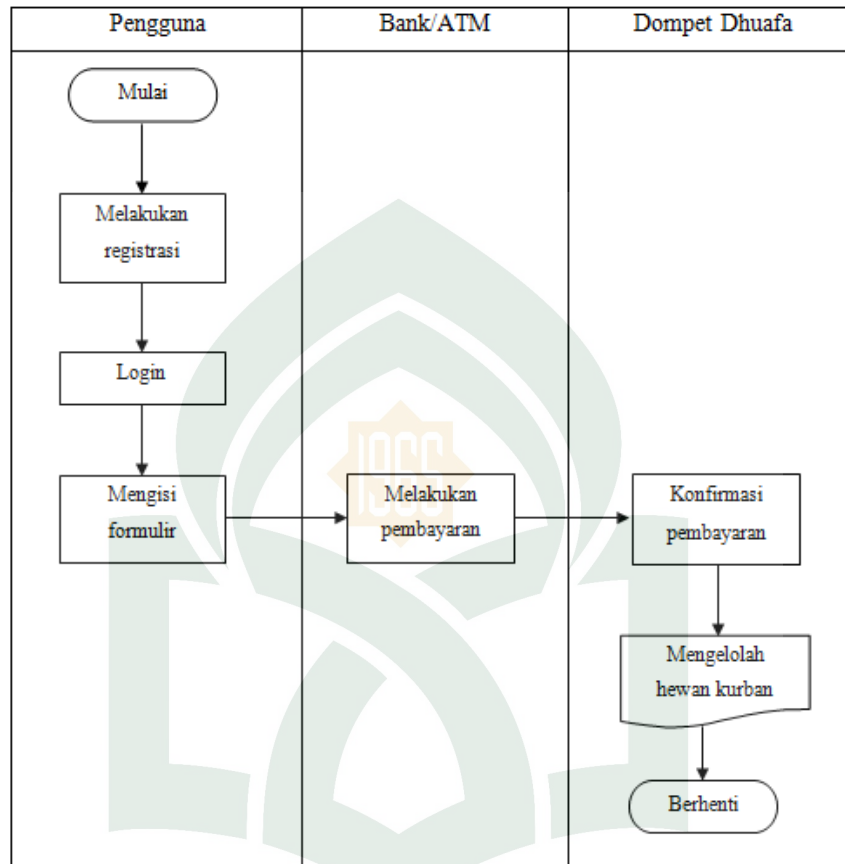 Pengguna
Bank/ATM
Dompet Dhuafa
Mulai
Melakukan
registrasi
Login
Mengisi
formulir
Melakukan
pembayaran
Konfirmasi
pembayaran
Mengelolah
hewan kurban
Berhenti
1965